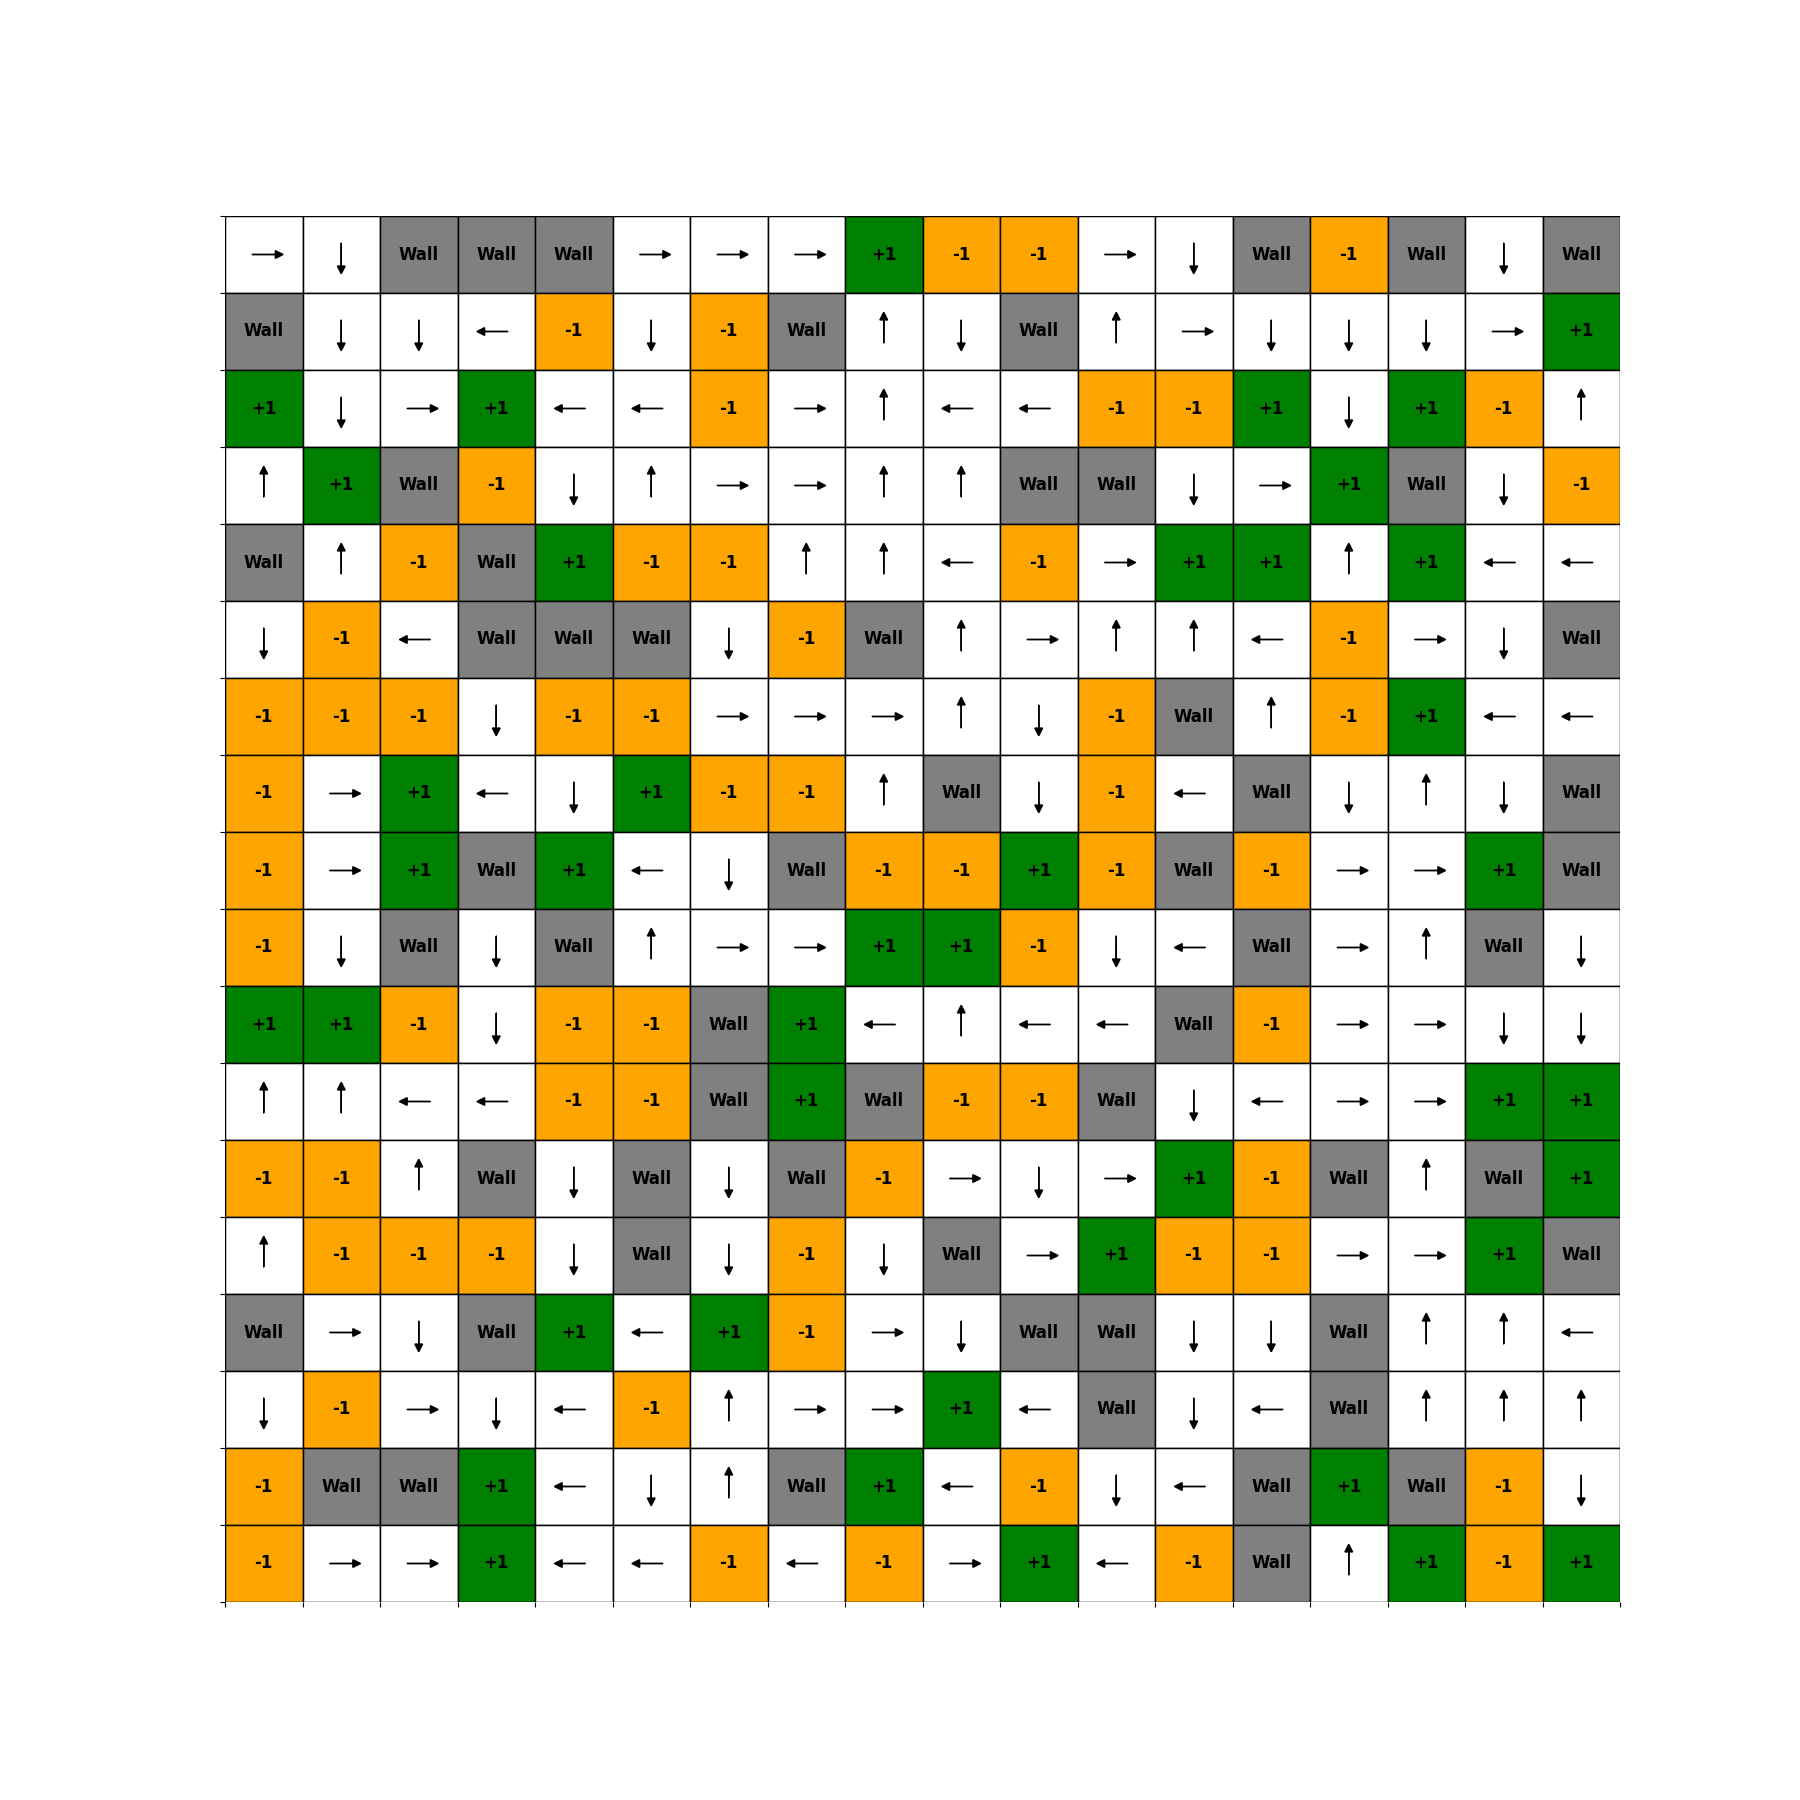 → ↓ Wall Wall Wall → → → +1 -1 -1 → ↓ Wall -1 Wall ↓ Wall
Wall ↓ ↓ ← -1 ↓ -1 Wall ↑ ↓ Wall ↑ → ↓ ↓ ↓ → +1
+1 ↓ → +1 ← ← -1 → ↑ ← ← -1 -1 +1 ↓ +1 -1 ↑
↑ +1 Wall -1 ↓ ↑ → → ↑ ↑ Wall Wall ↓ → +1 Wall ↓ -1
Wall ↑ -1 Wall +1 -1 -1 ↑ ↑ ← -1 → +1 +1 ↑ +1 ← ←
↓ -1 ← Wall Wall Wall ↓ -1 Wall ↑ → ↑ ↑ ← -1 → ↓ Wall
-1 -1 -1 ↓ -1 -1 → → → ↑ ↓ -1 Wall ↑ -1 +1 ← ←
-1 → +1 ← ↓ +1 -1 -1 ↑ Wall ↓ -1 ← Wall ↓ ↑ ↓ Wall
-1 → +1 Wall +1 ← ↓ Wall -1 -1 +1 -1 Wall -1 → → +1 Wall
-1 ↓ Wall ↓ Wall ↑ → → +1 +1 -1 ↓ ← Wall → ↑ Wall ↓
+1 +1 -1 ↓ -1 -1 Wall +1 ← ↑ ← ← Wall -1 → → ↓ ↓
↑ ↑ ← ← -1 -1 Wall +1 Wall -1 -1 Wall ↓ ← → → +1 +1
-1 -1 ↑ Wall ↓ Wall ↓ Wall -1 → ↓ → +1 -1 Wall ↑ Wall +1
↑ -1 -1 -1 ↓ Wall ↓ -1 ↓ Wall → +1 -1 -1 → → +1 Wall
Wall → ↓ Wall +1 ← +1 -1 → ↓ Wall Wall ↓ ↓ Wall ↑ ↑ ←
↓ -1 → ↓ ← -1 ↑ → → +1 ← Wall ↓ ← Wall ↑ ↑ ↑
-1 Wall Wall +1 ← ↓ ↑ Wall +1 ← -1 ↓ ← Wall +1 Wall -1 ↓
-1 → → +1 ← ← -1 ← -1 → +1 ← -1 Wall ↑ +1 -1 +1